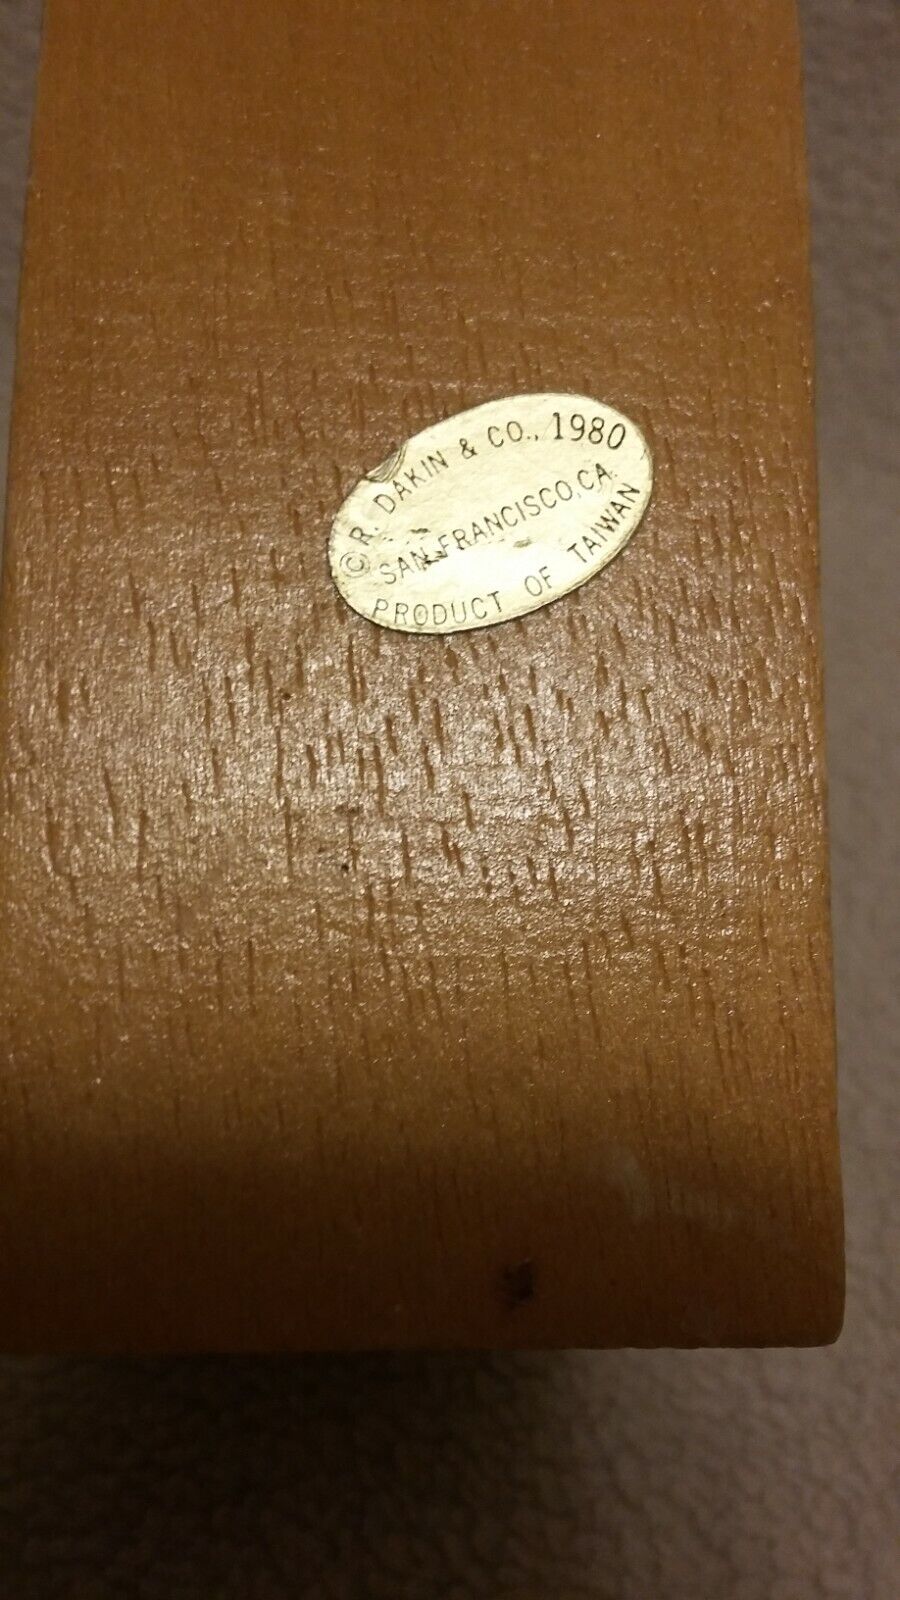 © R. DAKIN & CO., 1980
SAN FRANCISCO, CA.
PRODUCT OF TAIWAN